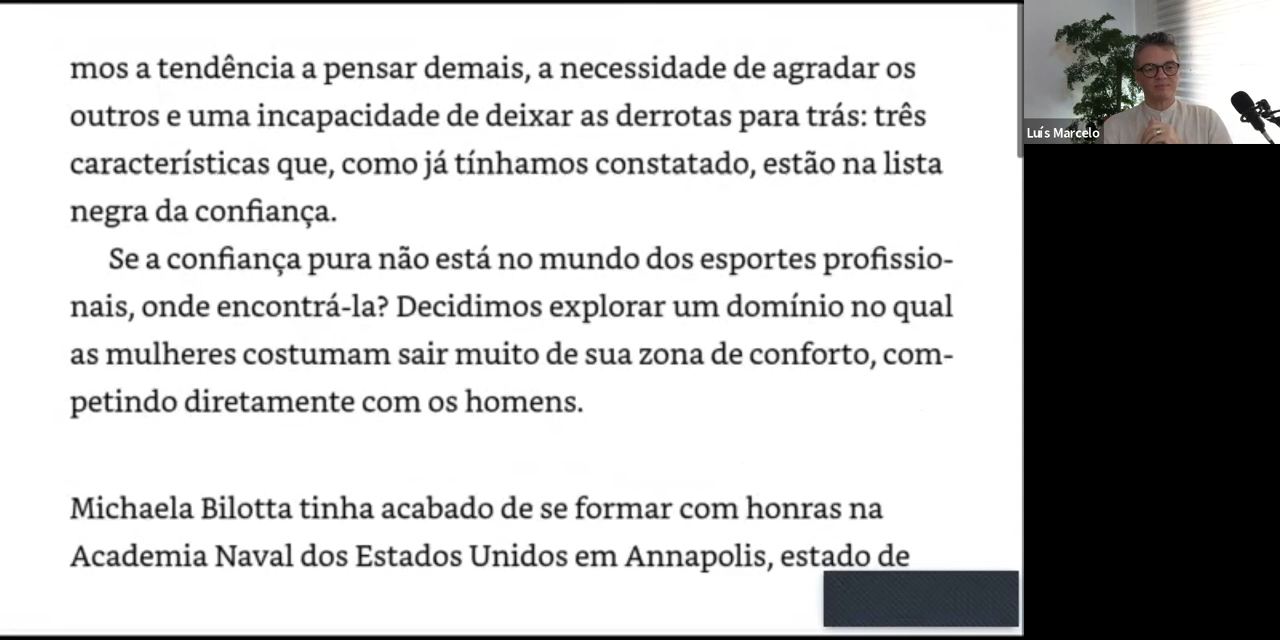 mos a tendência a pensar demais, a necessidade de agradar os
outros e uma incapacidade de deixar as derrotas para trás: três
características que, como já tínhamos constatado, estão na lista
negra da confiança.
Se a confiança pura não está no mundo dos esportes profissio-
nais, onde encontrá-la? Decidimos explorar um domínio no qual
as mulheres costumam sair muito de sua zona de conforto, com-
petindo diretamente com os homens.
Michaela Bilotta tinha acabado de se formar com honras na
Academia Naval dos Estados Unidos em Annapolis, estado de
Luís Marcelo